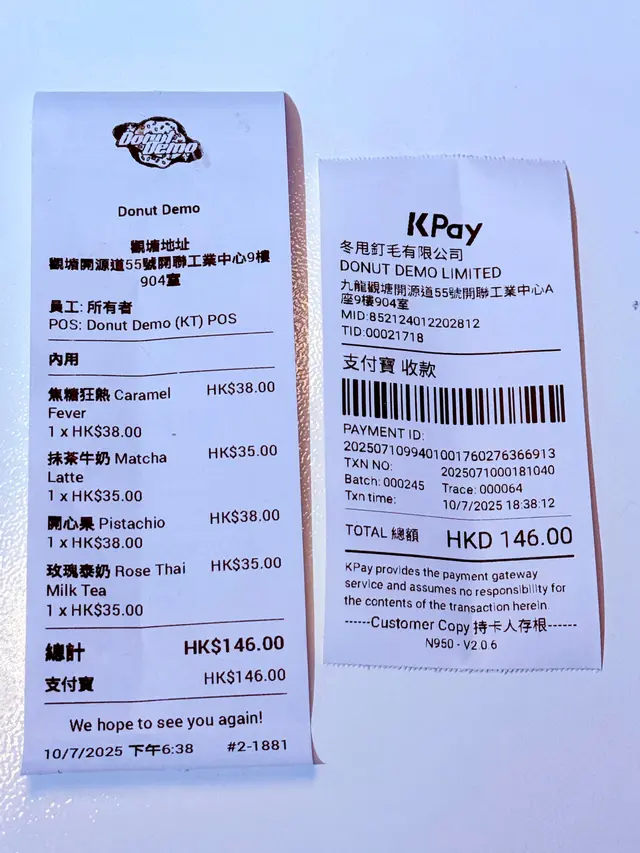 Donut Demo
Donut Demo
觀塘地址
觀塘開源道55號開聯工業中心9樓
904室
員工: 所有者
POS: Donut Demo (KT) POS
內用
焦糖狂熱 Caramel Fever HK$38.00
1 x HK$38.00
抹茶牛奶 Matcha Latte HK$35.00
1 x HK$35.00
開心果 Pistachio HK$38.00
1 x HK$38.00
玫瑰泰奶 Rose Thai Milk Tea HK$35.00
1 x HK$35.00
總計 HK$146.00
支付寶 HK$146.00
We hope to see you again!
10/7/2025 下午6:38 #2-1881
KPay
冬甩釘毛有限公司
DONUT DEMO LIMITED
九龍觀塘開源道55號開聯工業中心A
座9樓904室
MID:852124012202812
TID:00021718
支付寶 收款
PAYMENT ID:
2025071099401001760276366913
TXN NO: 2025071000181040
Batch: 000245 Trace: 000064
Txn time: 10/7/2025 18:38:12
TOTAL 總額 HKD 146.00
KPay provides the payment gateway
service and assumes no responsibility for
the contents of the transaction herein
------Customer Copy 持卡人存根------
N950 - V2.0.6